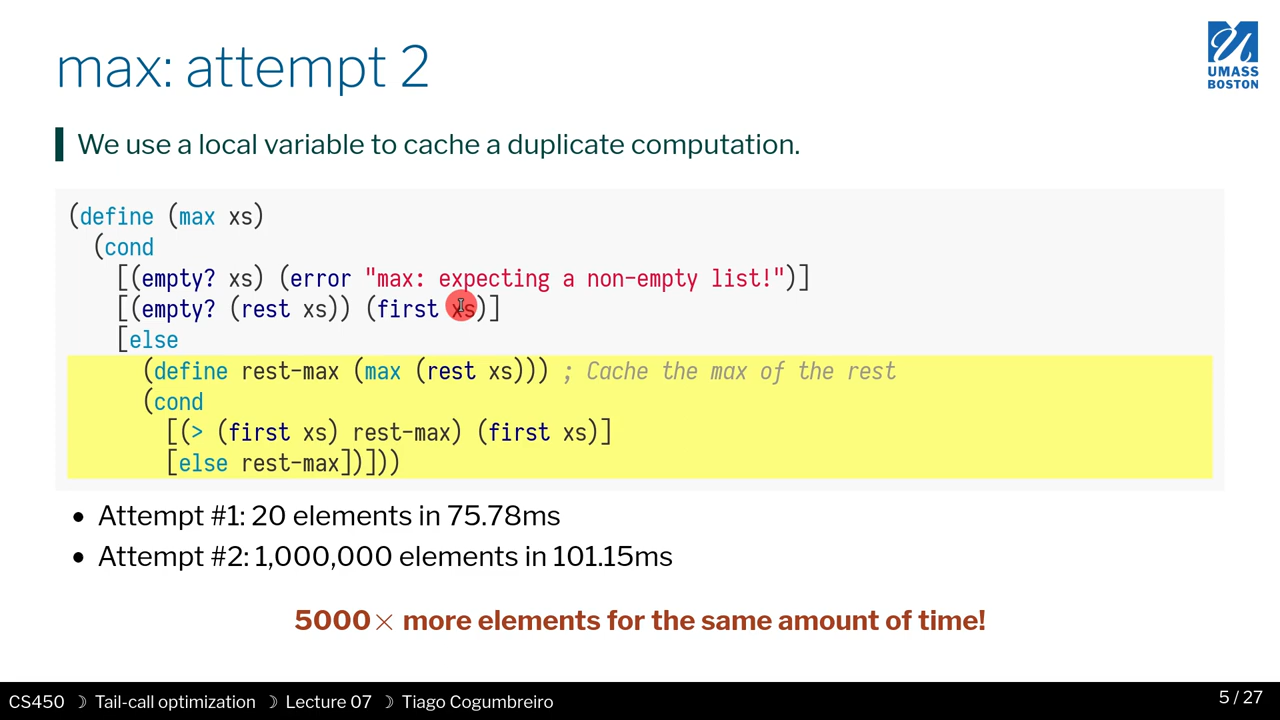 max: attempt 2
UMASS
BOSTON
We use a local variable to cache a duplicate computation.
(define (max xs)
  (cond
    [(empty? xs) (error "max: expecting a non-empty list!")]
    [(empty? (rest xs)) (first xs)]
    [else
      (define rest-max (max (rest xs))) ; Cache the max of the rest
      (cond
        [(> (first xs) rest-max) (first xs)]
        [else rest-max])]))
• Attempt #1: 20 elements in 75.78ms
• Attempt #2: 1,000,000 elements in 101.15ms
5000× more elements for the same amount of time!
CS450 ☽ Tail-call optimization ☽ Lecture 07 ☽ Tiago Cogumbreiro
5 / 27